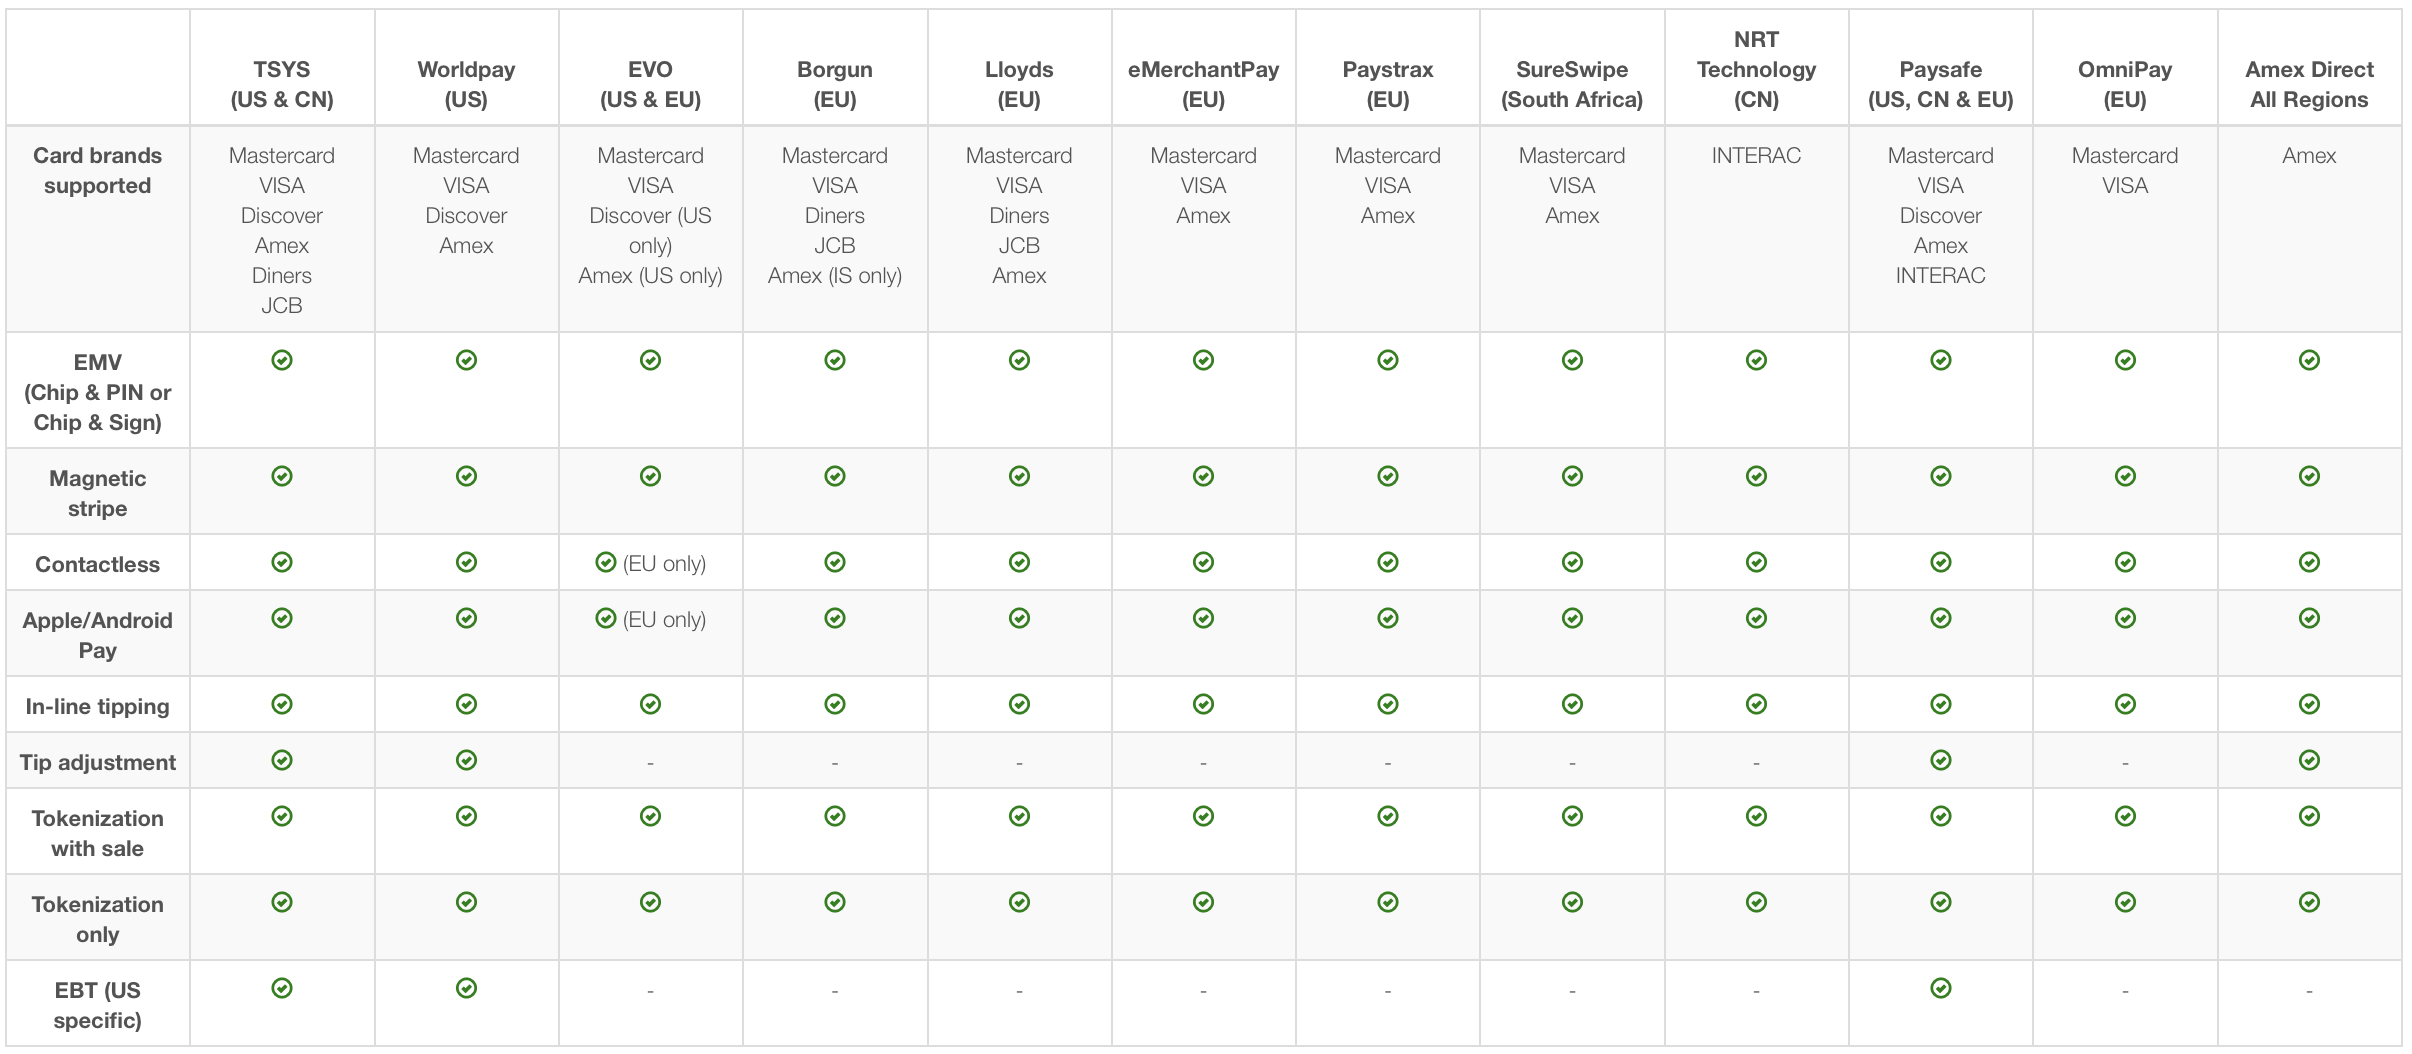 TSYS
(US & CN)
Worldpay
(US)
EVO
(US & EU)
Borgun
(EU)
Lloyds
(EU)
eMerchantPay
(EU)
Paystrax
(EU)
SureSwipe
(South Africa)
NRT
Technology
(CN)
Paysafe
(US, CN & EU)
OmniPay
(EU)
Amex Direct
All Regions
Card brands
supported
Mastercard
VISA
Discover
Amex
Diners
JCB
Mastercard
VISA
Discover
Amex
Mastercard
VISA
Discover (US
only)
Amex (US only)
Mastercard
VISA
Diners
JCB
Amex (IS only)
Mastercard
VISA
Diners
JCB
Amex
Mastercard
VISA
Amex
Mastercard
VISA
Amex
Mastercard
VISA
Amex
INTERAC
Mastercard
VISA
Discover
Amex
INTERAC
Mastercard
VISA
Amex
EMV
(Chip & PIN or
Chip & Sign)
Magnetic
stripe
Contactless
(EU only)
Apple/Android
Pay
(EU only)
In-line tipping
Tip adjustment
- - - - - - -
Tokenization
with sale
Tokenization
only
EBT (US
specific)
- - - - - - - - -